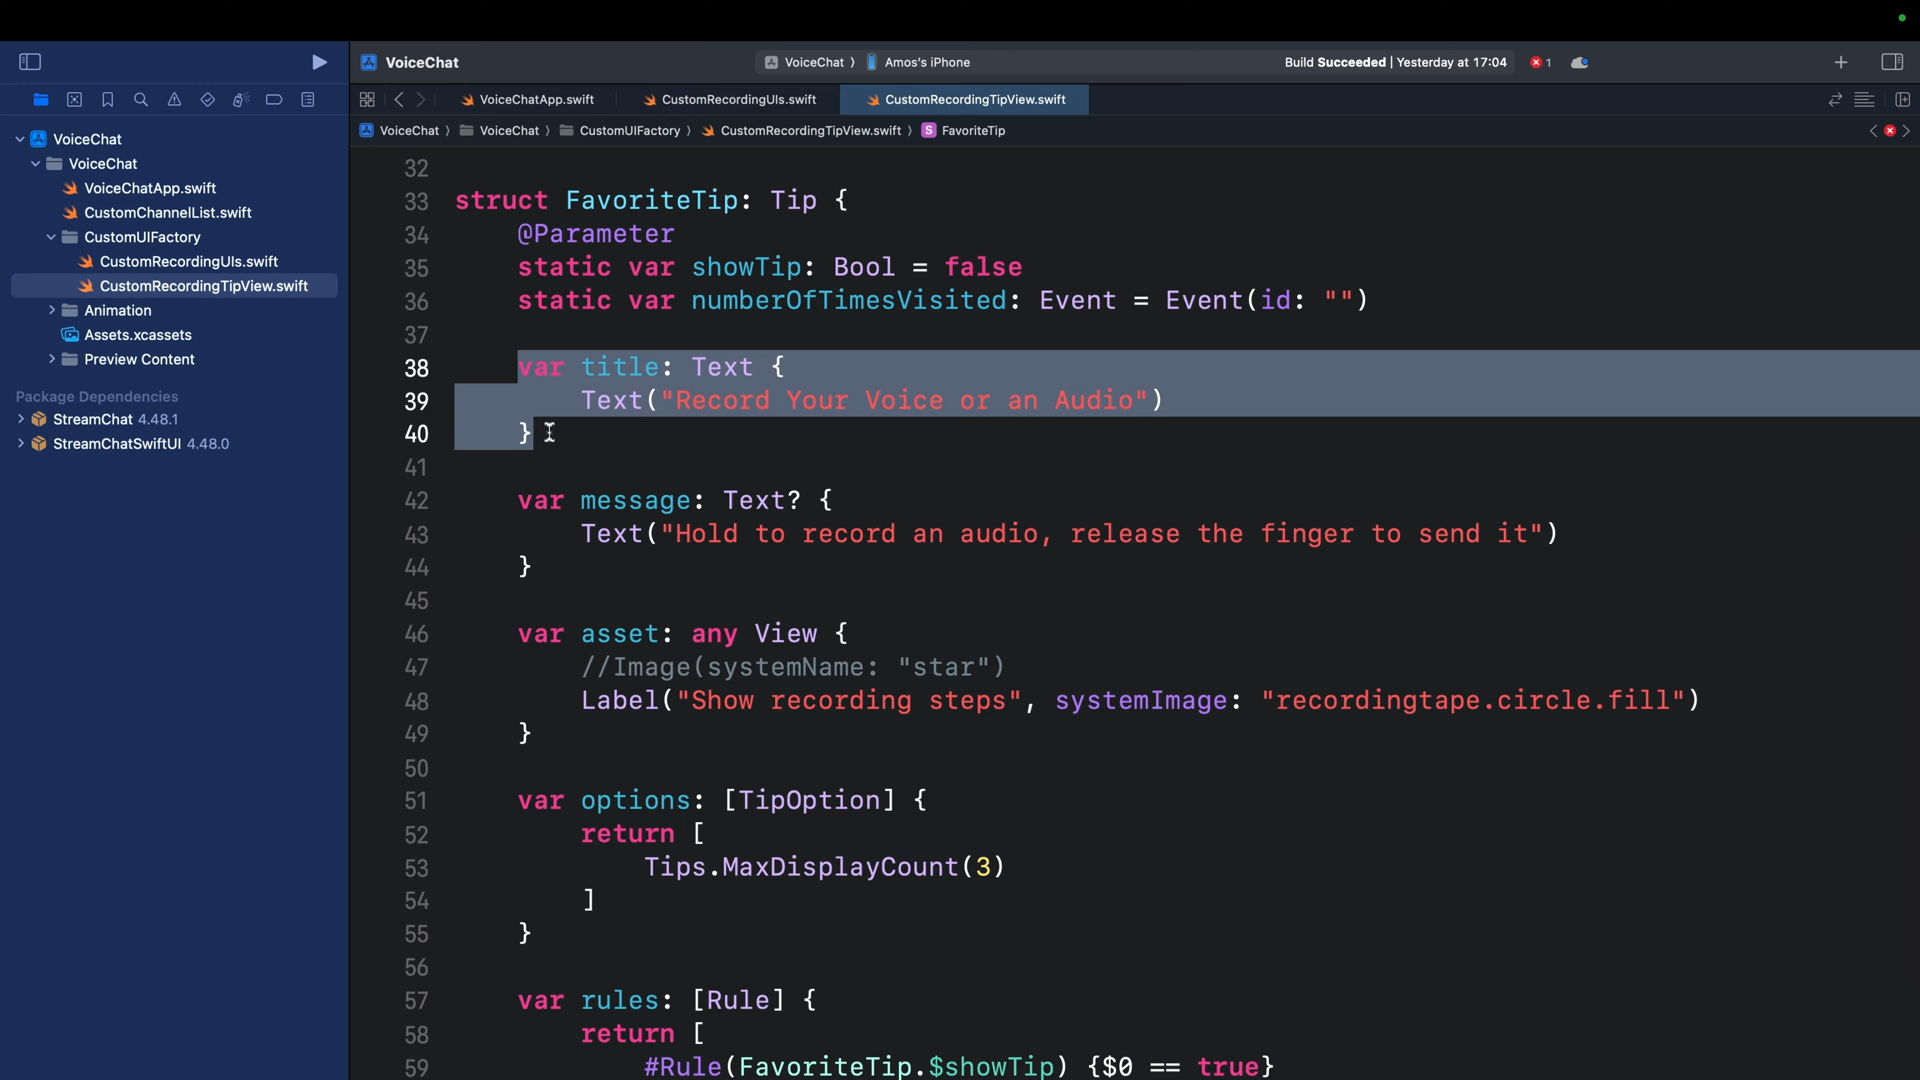 VoiceChat
VoiceChat ⟩ Amos's iPhone
Build Succeeded | Yesterday at 17:04
1
VoiceChatApp.swift
CustomRecordingUIs.swift
CustomRecordingTipView.swift
VoiceChat ⟩ VoiceChat ⟩ CustomUIFactory ⟩ CustomRecordingTipView.swift ⟩ S FavoriteTip
VoiceChat
VoiceChat
VoiceChatApp.swift
CustomChannelList.swift
CustomUIFactory
CustomRecordingUIs.swift
CustomRecordingTipView.swift
Animation
Assets.xcassets
Preview Content
Package Dependencies
StreamChat 4.48.1
StreamChatSwiftUI 4.48.0
32
33 struct FavoriteTip: Tip {
34 @Parameter
35 static var showTip: Bool = false
36 static var numberOfTimesVisited: Event = Event(id: "")
37
38 var title: Text {
39 Text("Record Your Voice or an Audio")
40 }
41
42 var message: Text? {
43 Text("Hold to record an audio, release the finger to send it")
44 }
45
46 var asset: any View {
47 //Image(systemName: "star")
48 Label("Show recording steps", systemImage: "recordingtape.circle.fill")
49 }
50
51 var options: [TipOption] {
52 return [
53 Tips.MaxDisplayCount(3)
54 ]
55 }
56
57 var rules: [Rule] {
58 return [
59 #Rule(FavoriteTip.$showTip) {$0 == true}